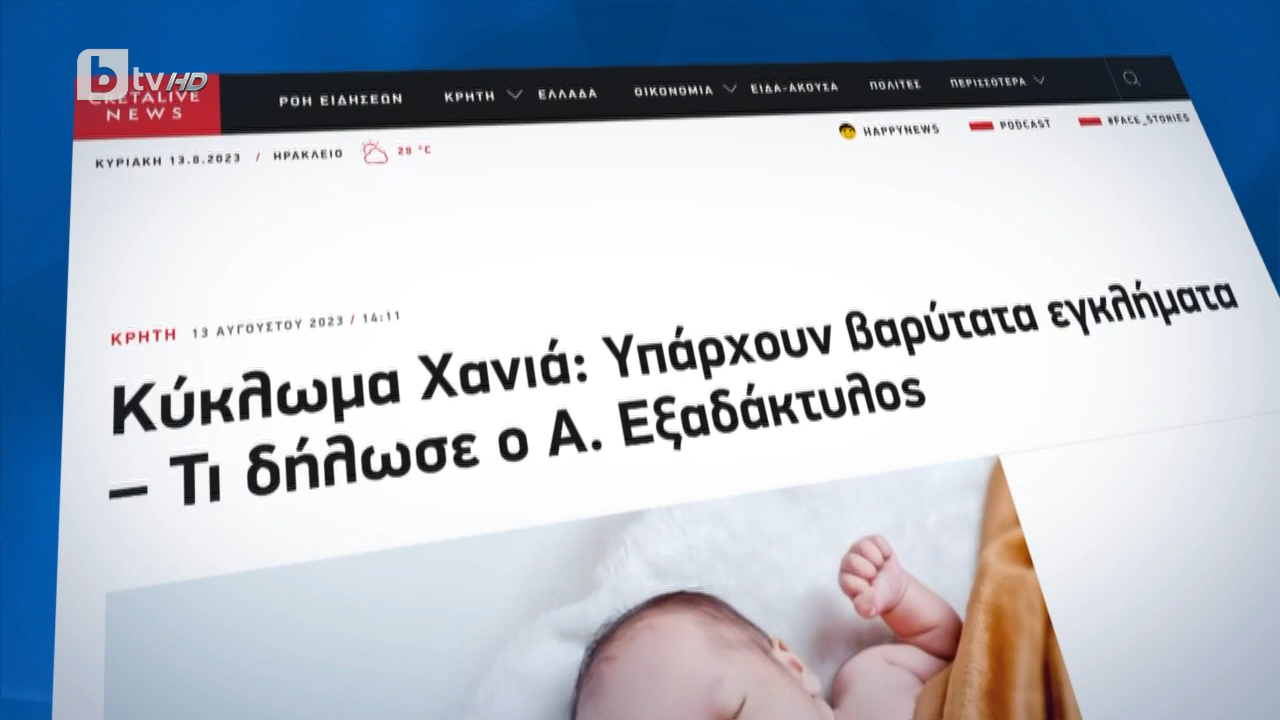 btv HD
CRETALIVE
NEWS
ΡΟΗ ΕΙΔΗΣΕΩΝ ΚΡΗΤΗ ΕΛΛΑΔΑ ΟΙΚΟΝΟΜΙΑ ΕΙΔΑ-ΑΚΟΥΣΑ ΠΟΛΙΤΕΣ ΠΕΡΙΣΣΟΤΕΡΑ
HAPPYNEWS PODCAST #FACE_STORIES
ΚΥΡΙΑΚΗ 13.8.2023 / ΗΡΑΚΛΕΙΟ 28 °C
ΚΡΗΤΗ 13 ΑΥΓΟΥΣΤΟΥ 2023 / 14:11
Κύκλωμα Χανιά: Υπάρχουν βαρύτατα εγκλήματα
– Τι δήλωσε ο Α. Εξαδάκτυλος